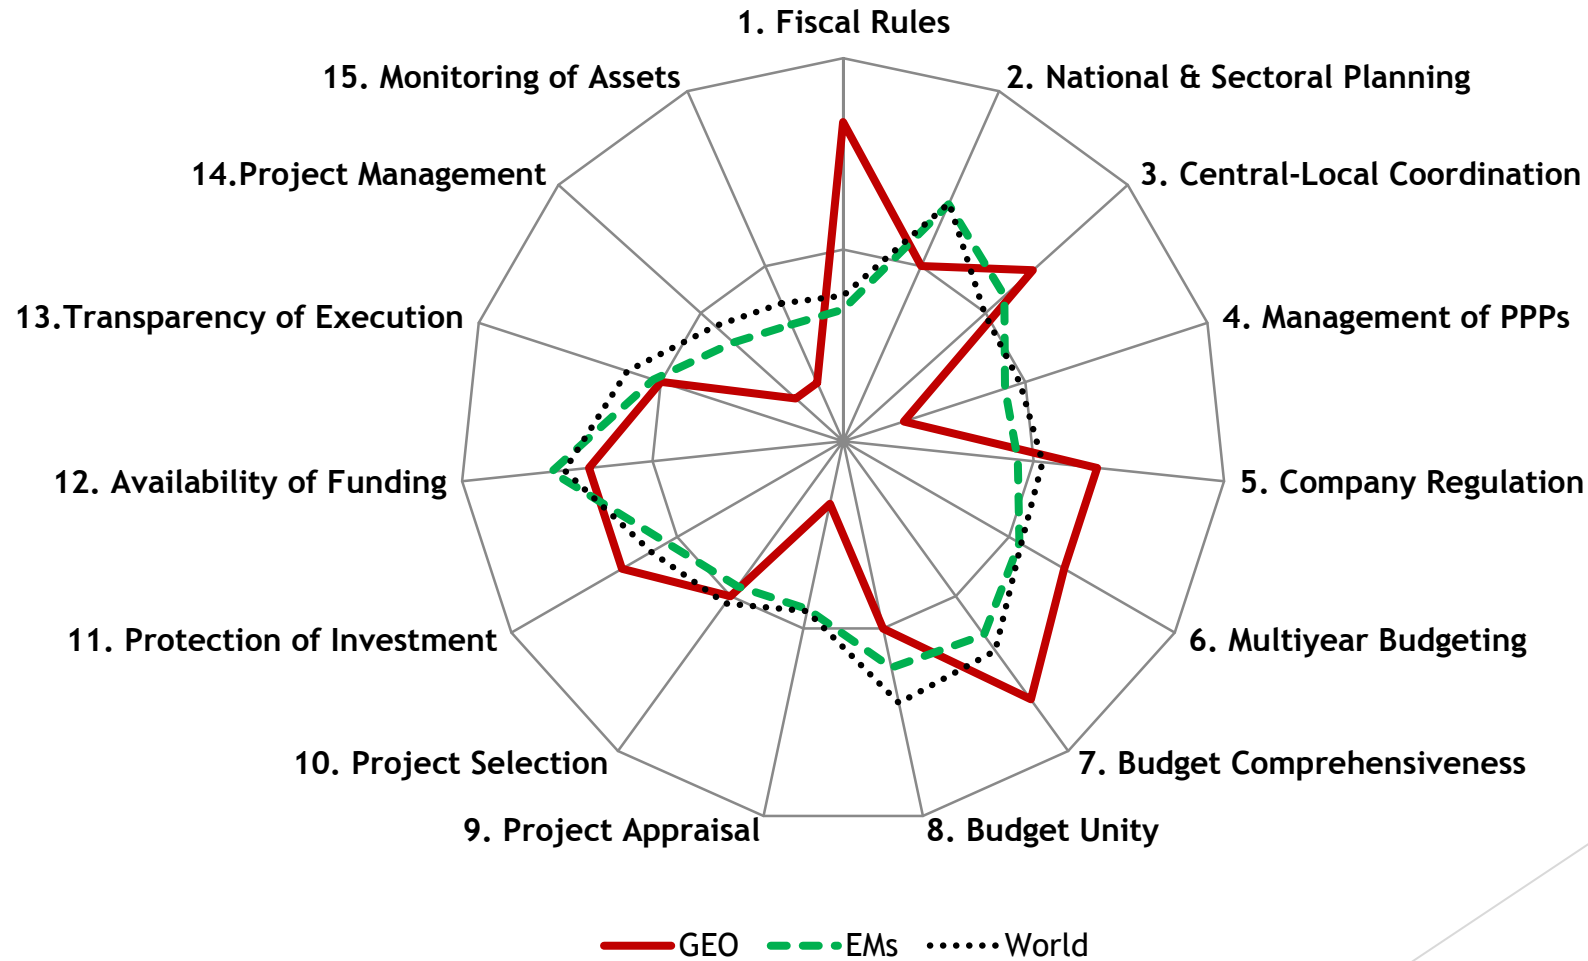 1. Fiscal Rules
2. National & Sectoral Planning
3. Central-Local Coordination
4. Management of PPPs
5. Company Regulation
6. Multiyear Budgeting
7. Budget Comprehensiveness
8. Budget Unity
9. Project Appraisal
10. Project Selection
11. Protection of Investment
12. Availability of Funding
13.Transparency of Execution
14.Project Management
15. Monitoring of Assets
GEO EMs World